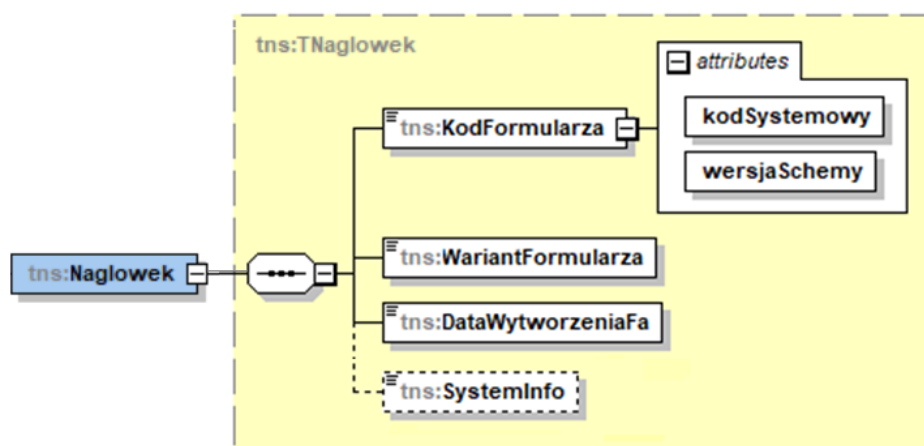 tns:TNaglowek
attributes
tns:KodFormularza
kodSystemowy
wersjaSchemy
tns:WariantFormularza
tns:Naglowek
tns:DataWytworzeniaFa
tns:SystemInfo